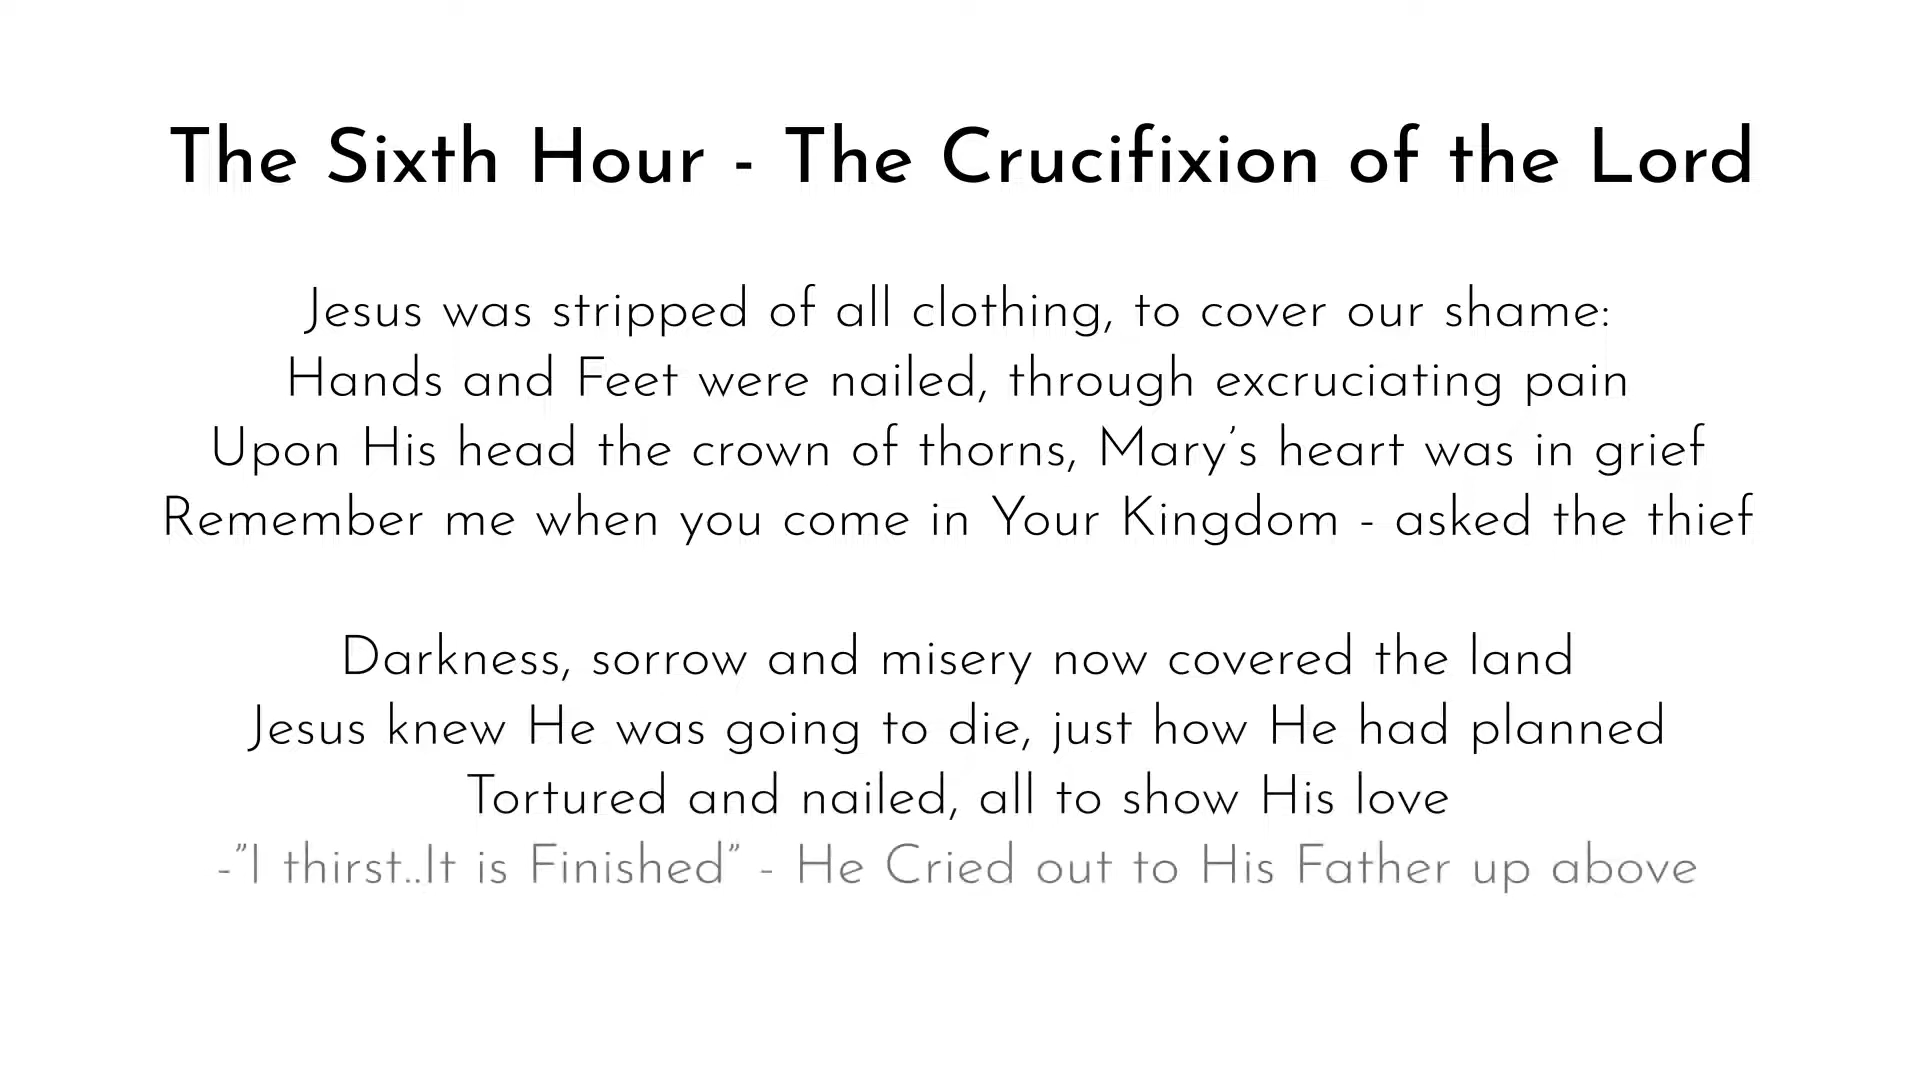 The Sixth Hour - The Crucifixion of the Lord
Jesus was stripped of all clothing, to cover our shame:
Hands and Feet were nailed, through excruciating pain
Upon His head the crown of thorns, Mary’s heart was in grief
Remember me when you come in Your Kingdom - asked the thief
Darkness, sorrow and misery now covered the land
Jesus knew He was going to die, just how He had planned
Tortured and nailed, all to show His love
-”I thirst..It is Finished” - He Cried out to His Father up above